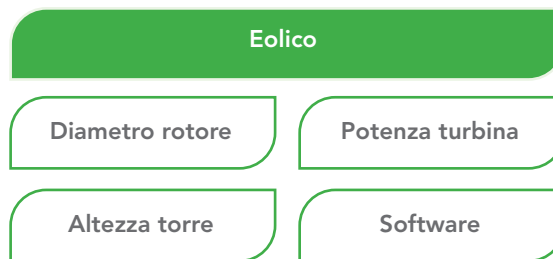 Eolico
Diametro rotore
Potenza turbina
Altezza torre
Software